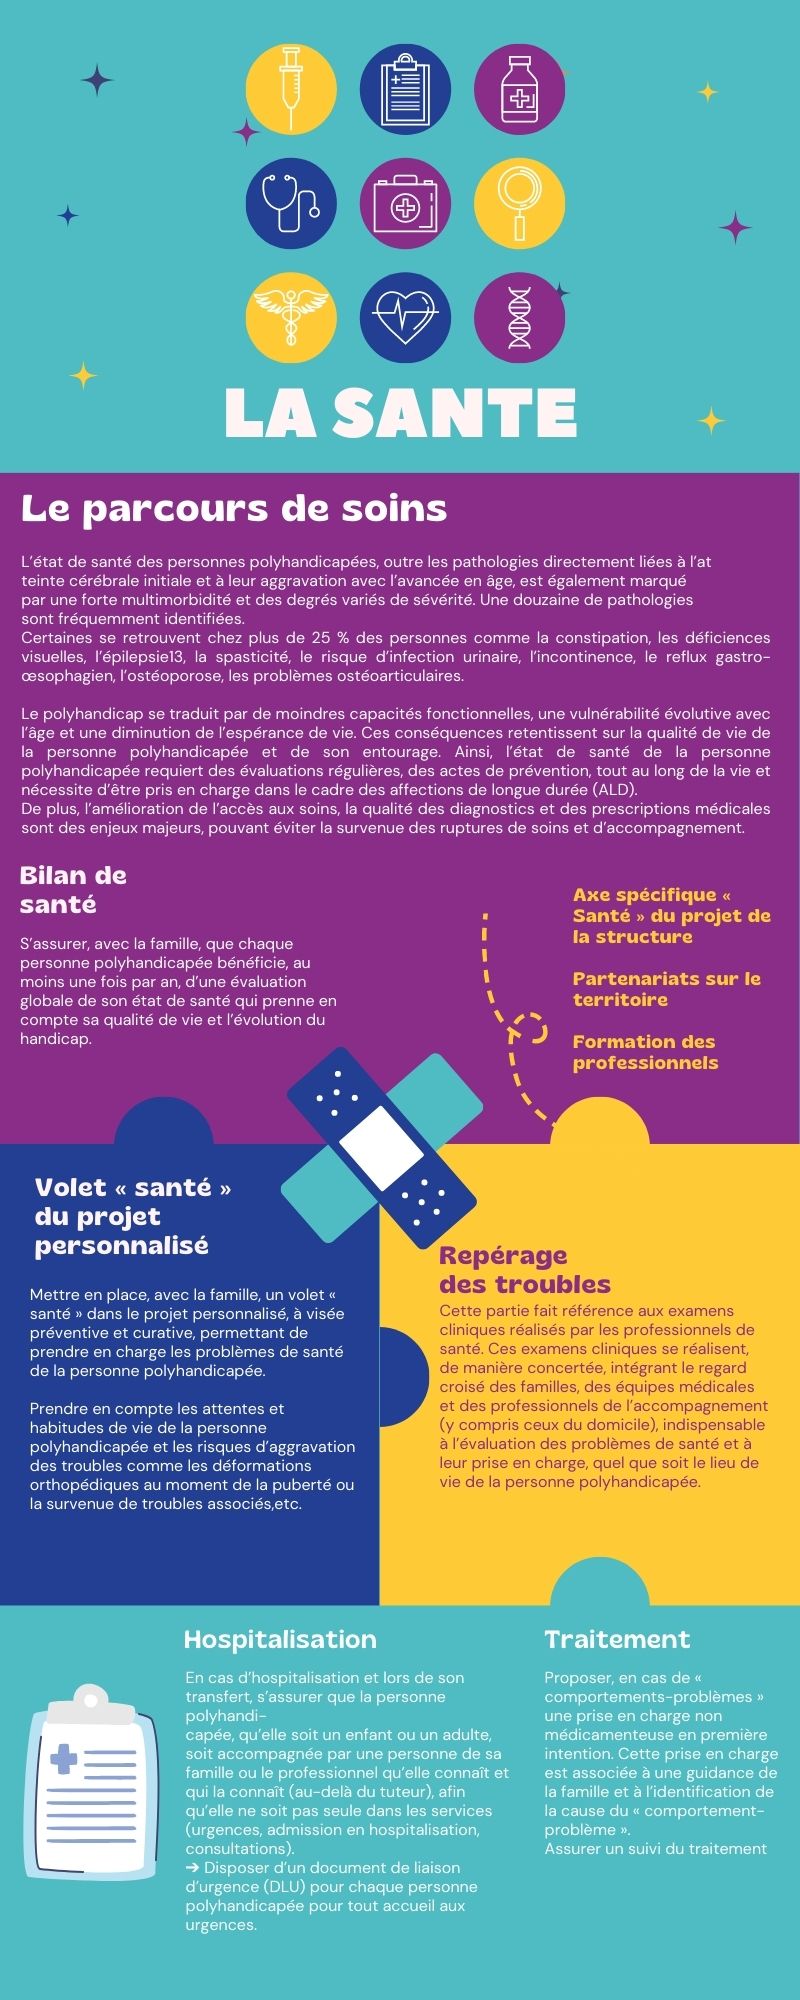 LA SANTE
Le parcours de soins
L'état de santé des personnes polyhandicapées, outre les pathologies directement liées à l'at
teinte cérébrale initiale et à leur aggravation avec l'avancée en âge, est également marqué
par une forte multimorbidité et des degrés variés de sévérité. Une douzaine de pathologies
sont fréquemment identifiées.
Certaines se retrouvent chez plus de 25 % des personnes comme la constipation, les déficiences
visuelles, l'épilepsie13, la spasticité, le risque d'infection urinaire, l'incontinence, le reflux gastro-
œsophagien, l'ostéoporose, les problèmes ostéoarticulaires.
Le polyhandicap se traduit par de moindres capacités fonctionnelles, une vulnérabilité évolutive avec
l'âge et une diminution de l'espérance de vie. Ces conséquences retentissent sur la qualité de vie de
la personne polyhandicapée et de son entourage. Ainsi, l'état de santé de la personne
polyhandicapée requiert des évaluations régulières, des actes de prévention, tout au long de la vie et
nécessite d'être pris en charge dans le cadre des affections de longue durée (ALD).
De plus, l'amélioration de l'accès aux soins, la qualité des diagnostics et des prescriptions médicales
sont des enjeux majeurs, pouvant éviter la survenue des ruptures de soins et d'accompagnement.
Bilan de
santé
S'assurer, avec la famille, que chaque
personne polyhandicapée bénéficie, au
moins une fois par an, d'une évaluation
globale de son état de santé qui prenne en
compte sa qualité de vie et l'évolution du
handicap.
Axe spécifique «
Santé » du projet de
la structure
Partenariats sur le
territoire
Formation des
professionnels
Volet « santé »
du projet
personnalisé
Mettre en place, avec la famille, un volet «
santé » dans le projet personnalisé, à visée
préventive et curative, permettant de
prendre en charge les problèmes de santé
de la personne polyhandicapée.
Prendre en compte les attentes et
habitudes de vie de la personne
polyhandicapée et les risques d'aggravation
des troubles comme les déformations
orthopédiques au moment de la puberté ou
la survenue de troubles associés,etc.
Repérage
des troubles
Cette partie fait référence aux examens
cliniques réalisés par les professionnels de
santé. Ces examens cliniques se réalisent,
de manière concertée, intégrant le regard
croisé des familles, des équipes médicales
et des professionnels de l'accompagnement
(y compris ceux du domicile), indispensable
à l'évaluation des problèmes de santé et à
leur prise en charge, quel que soit le lieu de
vie de la personne polyhandicapée.
Hospitalisation
En cas d'hospitalisation et lors de son
transfert, s'assurer que la personne
polyhandi-
capée, qu'elle soit un enfant ou un adulte,
soit accompagnée par une personne de sa
famille ou le professionnel qu'elle connaît et
qui la connaît (au-delà du tuteur), afin
qu'elle ne soit pas seule dans les services
(urgences, admission en hospitalisation,
consultations).
➔ Disposer d'un document de liaison
d'urgence (DLU) pour chaque personne
polyhandicapée pour tout accueil aux
urgences.
Traitement
Proposer, en cas de «
comportements-problèmes »
une prise en charge non
médicamenteuse en première
intention. Cette prise en charge
est associée à une guidance de
la famille et à l'identification de
la cause du « comportement-
problème ».
Assurer un suivi du traitement